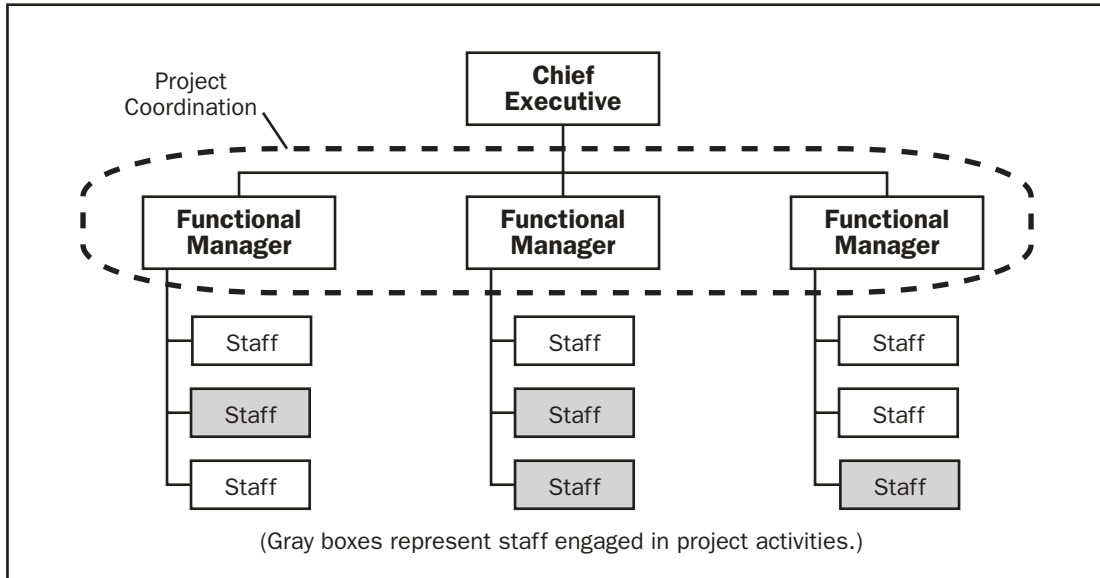 Project
Coordination
Chief
Executive
Functional
Manager
Functional
Manager
Functional
Manager
Staff
Staff
Staff
Staff
Staff
Staff
Staff
Staff
Staff
(Gray boxes represent staff engaged in project activities.)